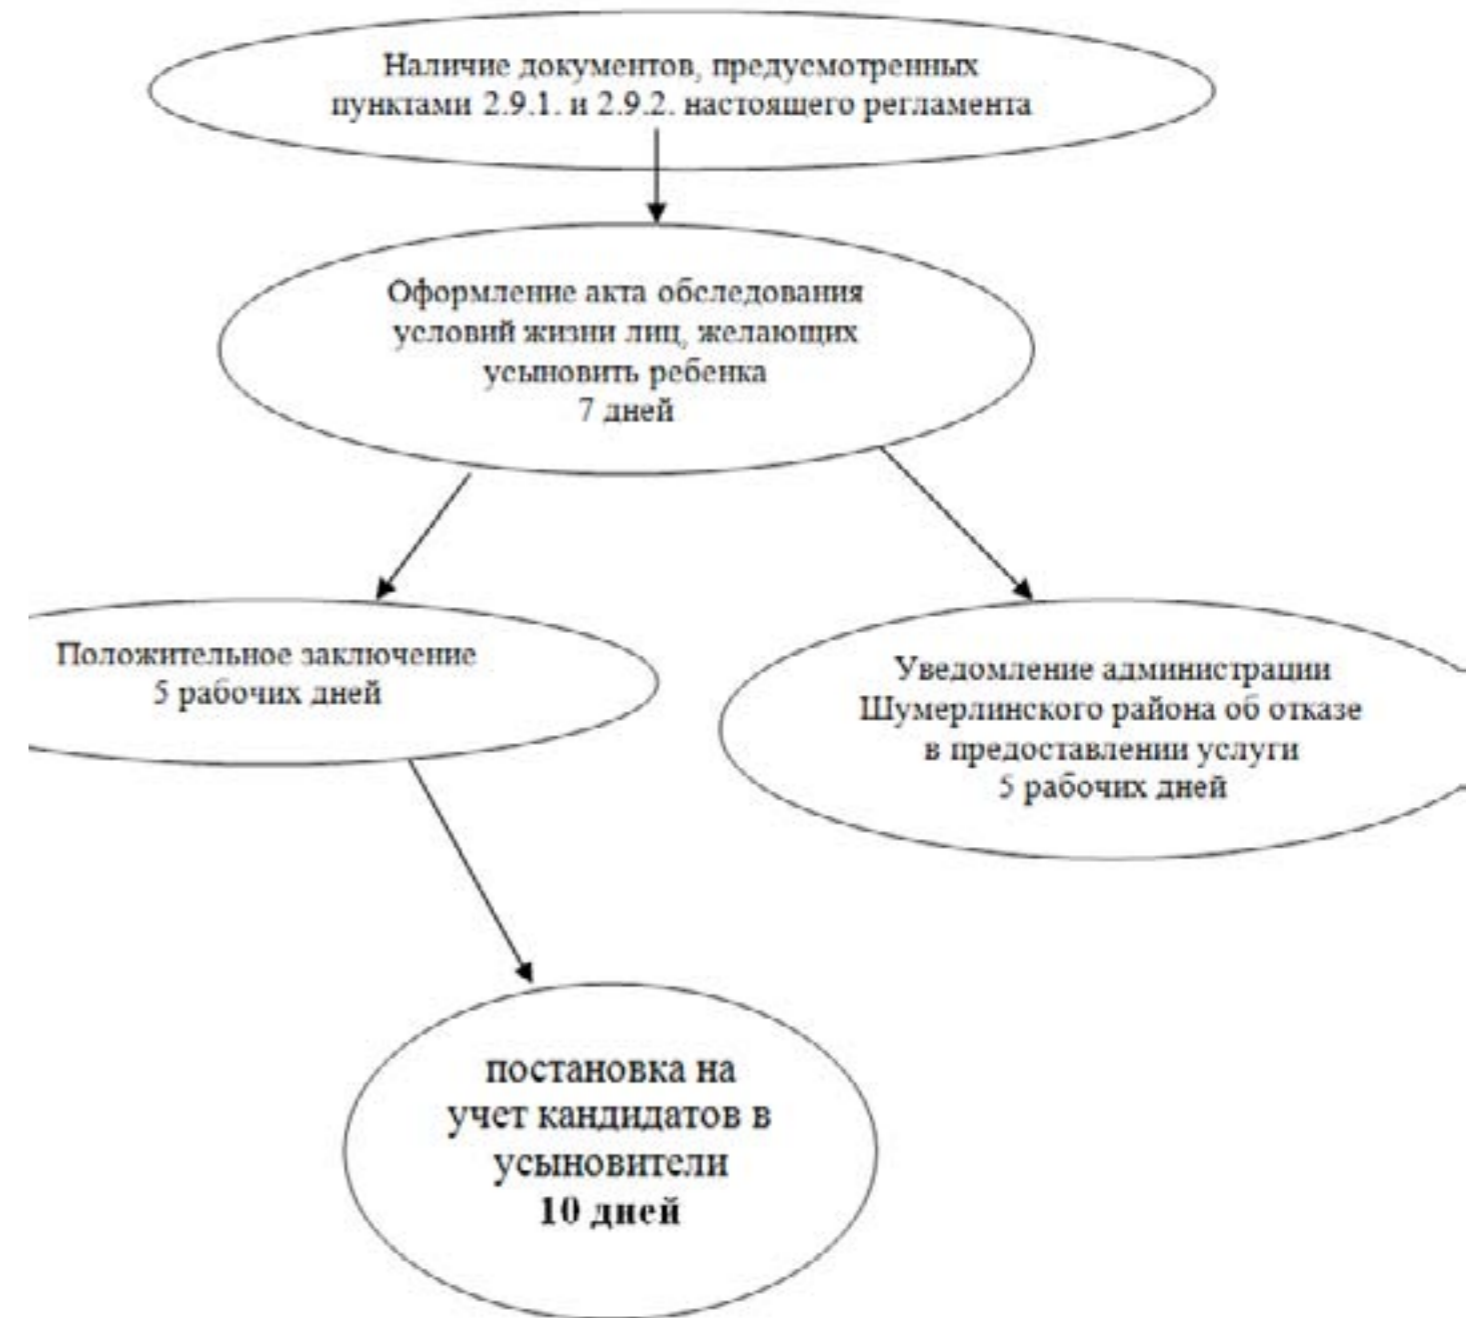 Наличие документов, предусмотренных
пунктами 2.9.1. и 2.9.2. настоящего регламента
Оформление акта обследования
условий жизни лиц, желающих
усыновить ребенка
7 дней
Положительное заключение
5 рабочих дней
Уведомление администрации
Шумерлинского района об отказе
в предоставлении услуги
5 рабочих дней
постановка на
учет кандидатов в
усыновители
10 дней